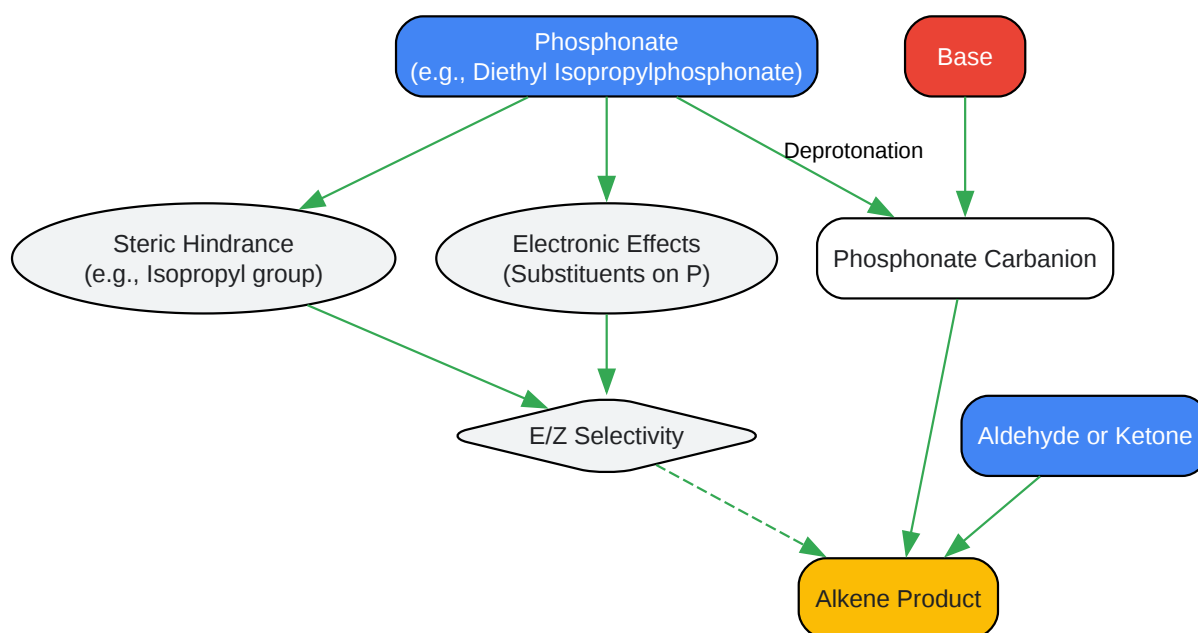 Phosphonate
(e.g., Diethyl Isopropylphosphonate)
Base
Deprotonation
Steric Hindrance
(e.g., Isopropyl group)
Electronic Effects
(Substituents on P)
Phosphonate Carbanion
E/Z Selectivity
Aldehyde or Ketone
Alkene Product